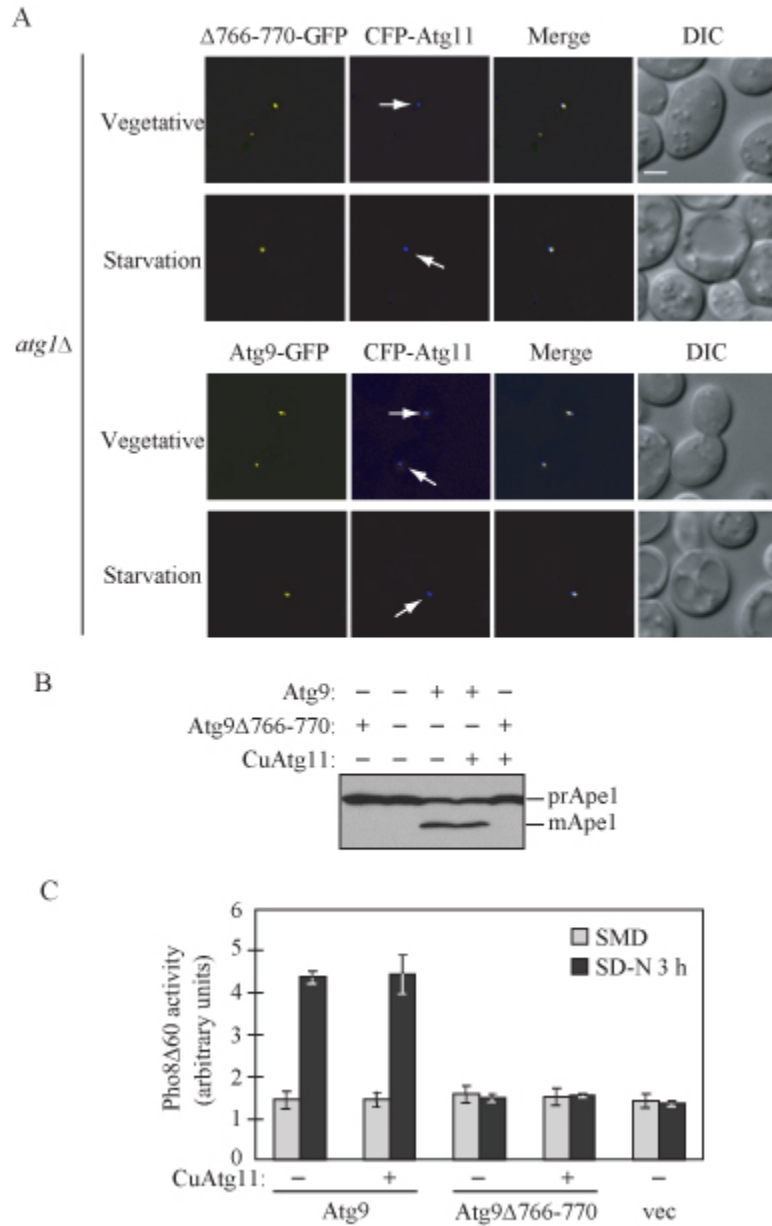 A
Δ766-770-GFP CFP-Atg11 Merge DIC
Vegetative
Starvation
atg1Δ
Atg9-GFP CFP-Atg11 Merge DIC
Vegetative
Starvation
B
Atg9: – – + + –
Atg9Δ766-770: + – – – +
CuAtg11: – – – + +
prApe1
mApe1
C
Pho8Δ60 activity
(arbitrary units)
6
5
4
3
2
1
0
SMD
SD-N 3 h
CuAtg11: – + – + –
Atg9 Atg9Δ766-770 vec